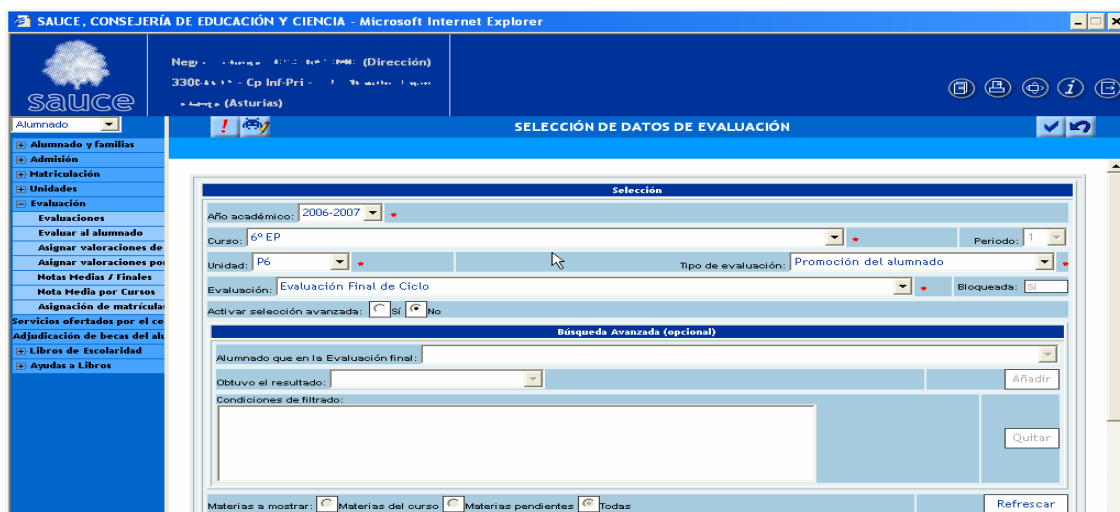 SAUCE, CONSEJERÍA DE EDUCACIÓN Y CIENCIA - Microsoft Internet Explorer
(Dirección)
- Cp Inf-Pri -
(Asturias)
sauce
Alumnado
SELECCIÓN DE DATOS DE EVALUACIÓN
Alumnado y familias
Admisión
Matriculación
Unidades
Evaluación
Evaluaciones
Evaluar al alumnado
Asignar valoraciones de
Asignar valoraciones po
Notas Medias / Finales
Nota Media por Cursos
Asignación de matrícula
Servicios ofertados por el ce
Adjudicación de becas del alu
Libros de Escolaridad
Ayudas a Libros
Selección
Año académico: 2006-2007 *
Curso: 6º EP * Periodo: 1
Unidad: P6 * Tipo de evaluación: Promoción del alumnado *
Evaluación: Evaluación Final de Ciclo * Bloqueada: Sí
Activar selección avanzada: Sí No
Búsqueda Avanzada (opcional)
Alumnado que en la Evaluación final:
Obtuvo el resultado: Añadir
Condiciones de filtrado:
Quitar
Materias a mostrar: Materias del curso Materias pendientes Todas Refrescar